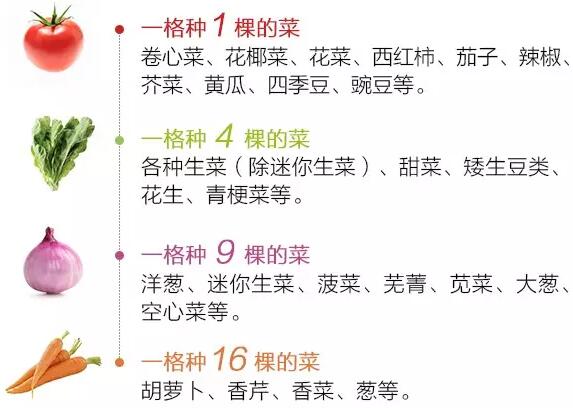 一格种1棵的菜
卷心菜、花椰菜、花菜、西红柿、茄子、辣椒、
芥菜、黄瓜、四季豆、豌豆等。
一格种4棵的菜
各种生菜（除迷你生菜）、甜菜、矮生豆类、
花生、青梗菜等。
一格种9棵的菜
洋葱、迷你生菜、菠菜、芜菁、苋菜、大葱、
空心菜等。
一格种16棵的菜
胡萝卜、香芹、香菜、葱等。